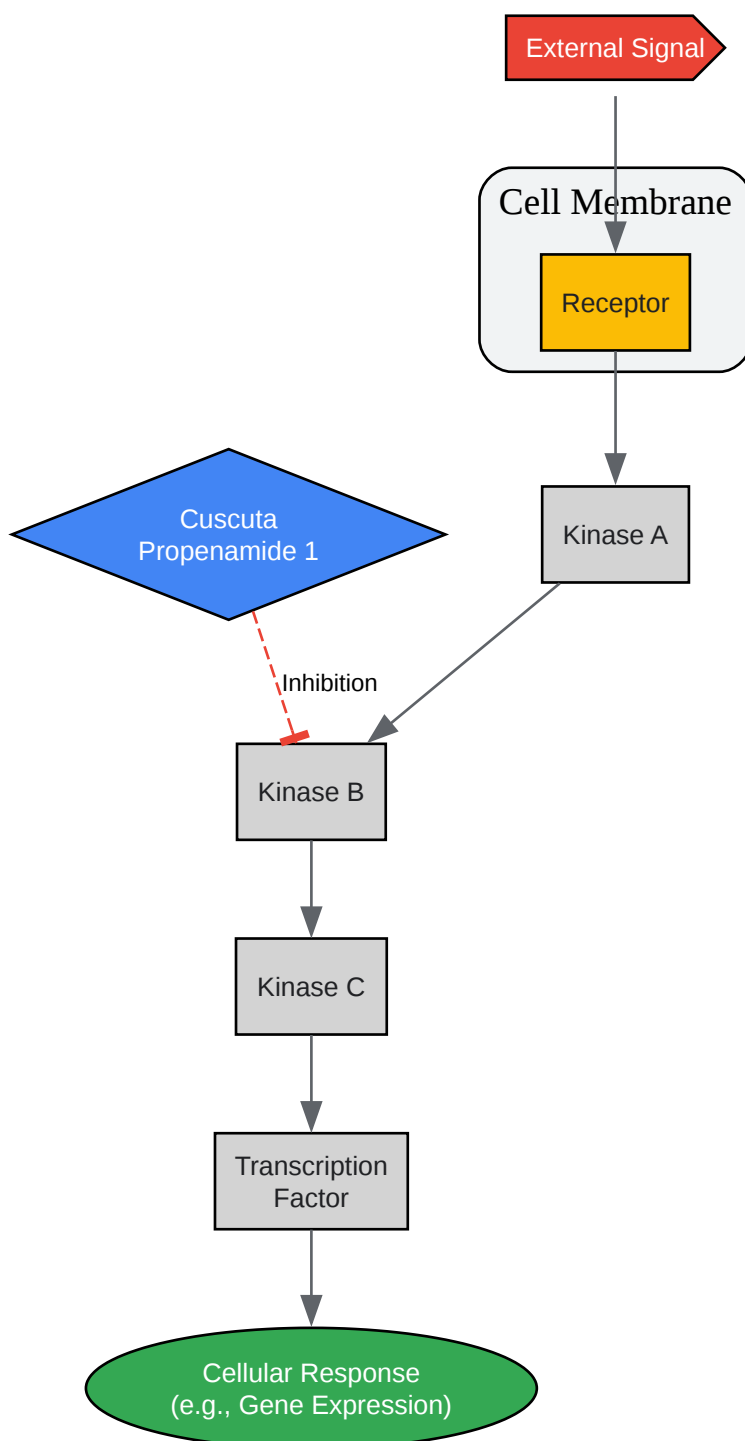 External Signal
Cell Membrane
Receptor
Cuscuta
Propenamide 1
Kinase A
Inhibition
Kinase B
Kinase C
Transcription
Factor
Cellular Response
(e.g., Gene Expression)